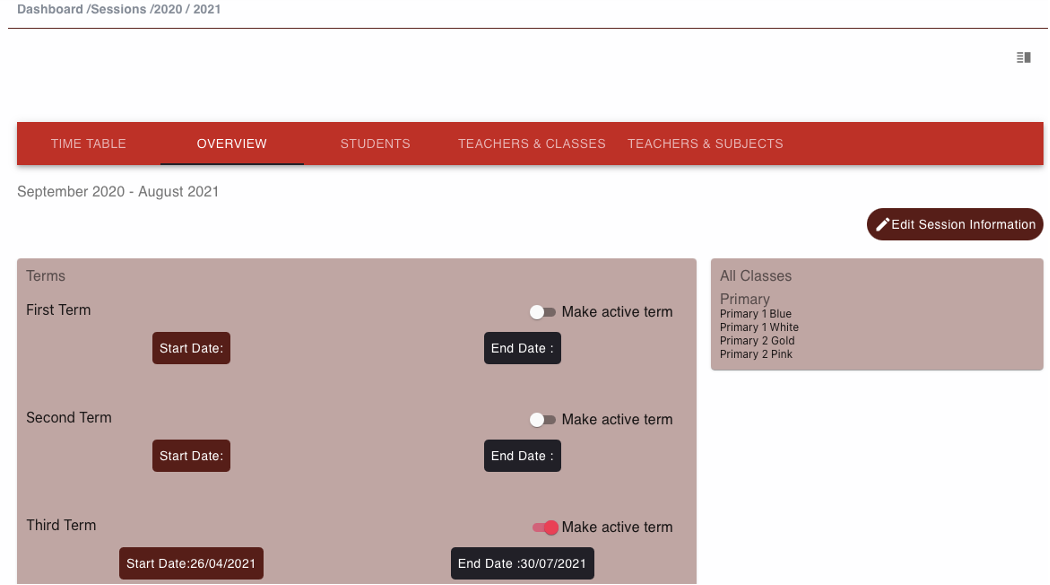 Dashboard /Sessions /2020 / 2021
TIME TABLE OVERVIEW STUDENTS TEACHERS & CLASSES TEACHERS & SUBJECTS
September 2020 - August 2021
Edit Session Information
Terms
First Term Make active term
Start Date: End Date :
Second Term Make active term
Start Date: End Date :
Third Term Make active term
Start Date:26/04/2021 End Date :30/07/2021
All Classes
Primary
Primary 1 Blue
Primary 1 White
Primary 2 Gold
Primary 2 Pink